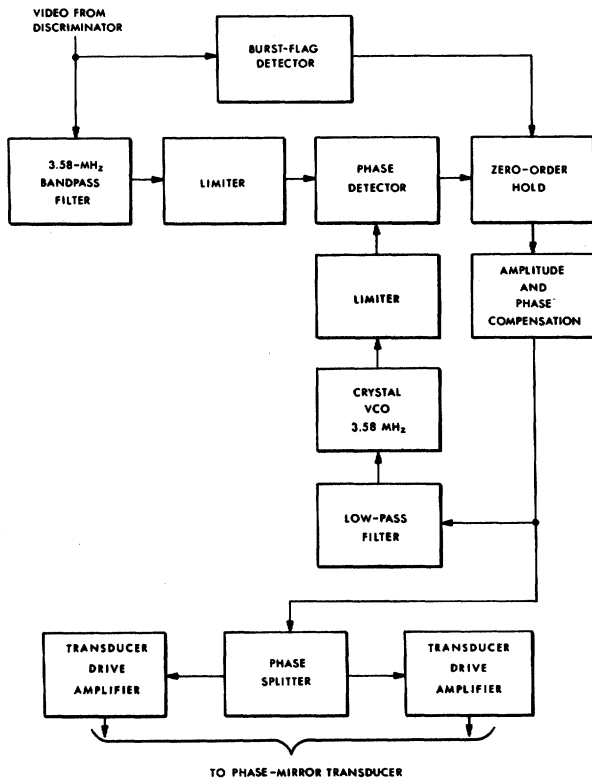 VIDEO FROM
DISCRIMINATOR
BURST-FLAG
DETECTOR
3.58-MHz
BANDPASS
FILTER
LIMITER
PHASE
DETECTOR
ZERO-ORDER
HOLD
LIMITER
AMPLITUDE
AND
PHASE
COMPENSATION
CRYSTAL
VCO
3.58 MHz
LOW-PASS
FILTER
TRANSDUCER
DRIVE
AMPLIFIER
PHASE
SPLITTER
TRANSDUCER
DRIVE
AMPLIFIER
TO PHASE-MIRROR TRANSDUCER